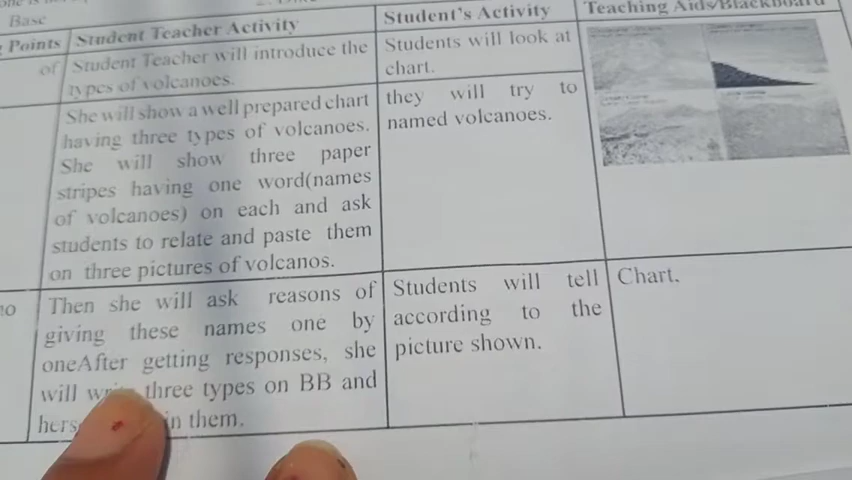 Base
Points
Student Teacher Activity
Student's Activity
Teaching Aids/Blackboard
of
Student Teacher will introduce the
types of volcanoes.
Students will look at
chart.
She will show a well prepared chart
having three types of volcanoes.
She will show three paper
stripes having one word(names
of volcanoes) on each and ask
students to relate and paste them
on three pictures of volcanos.
they will try to
named volcanoes.
Then she will ask reasons of
giving these names one by
oneAfter getting responses, she
will three types on BB and
in them.
Students will tell
according to the
picture shown.
Chart.